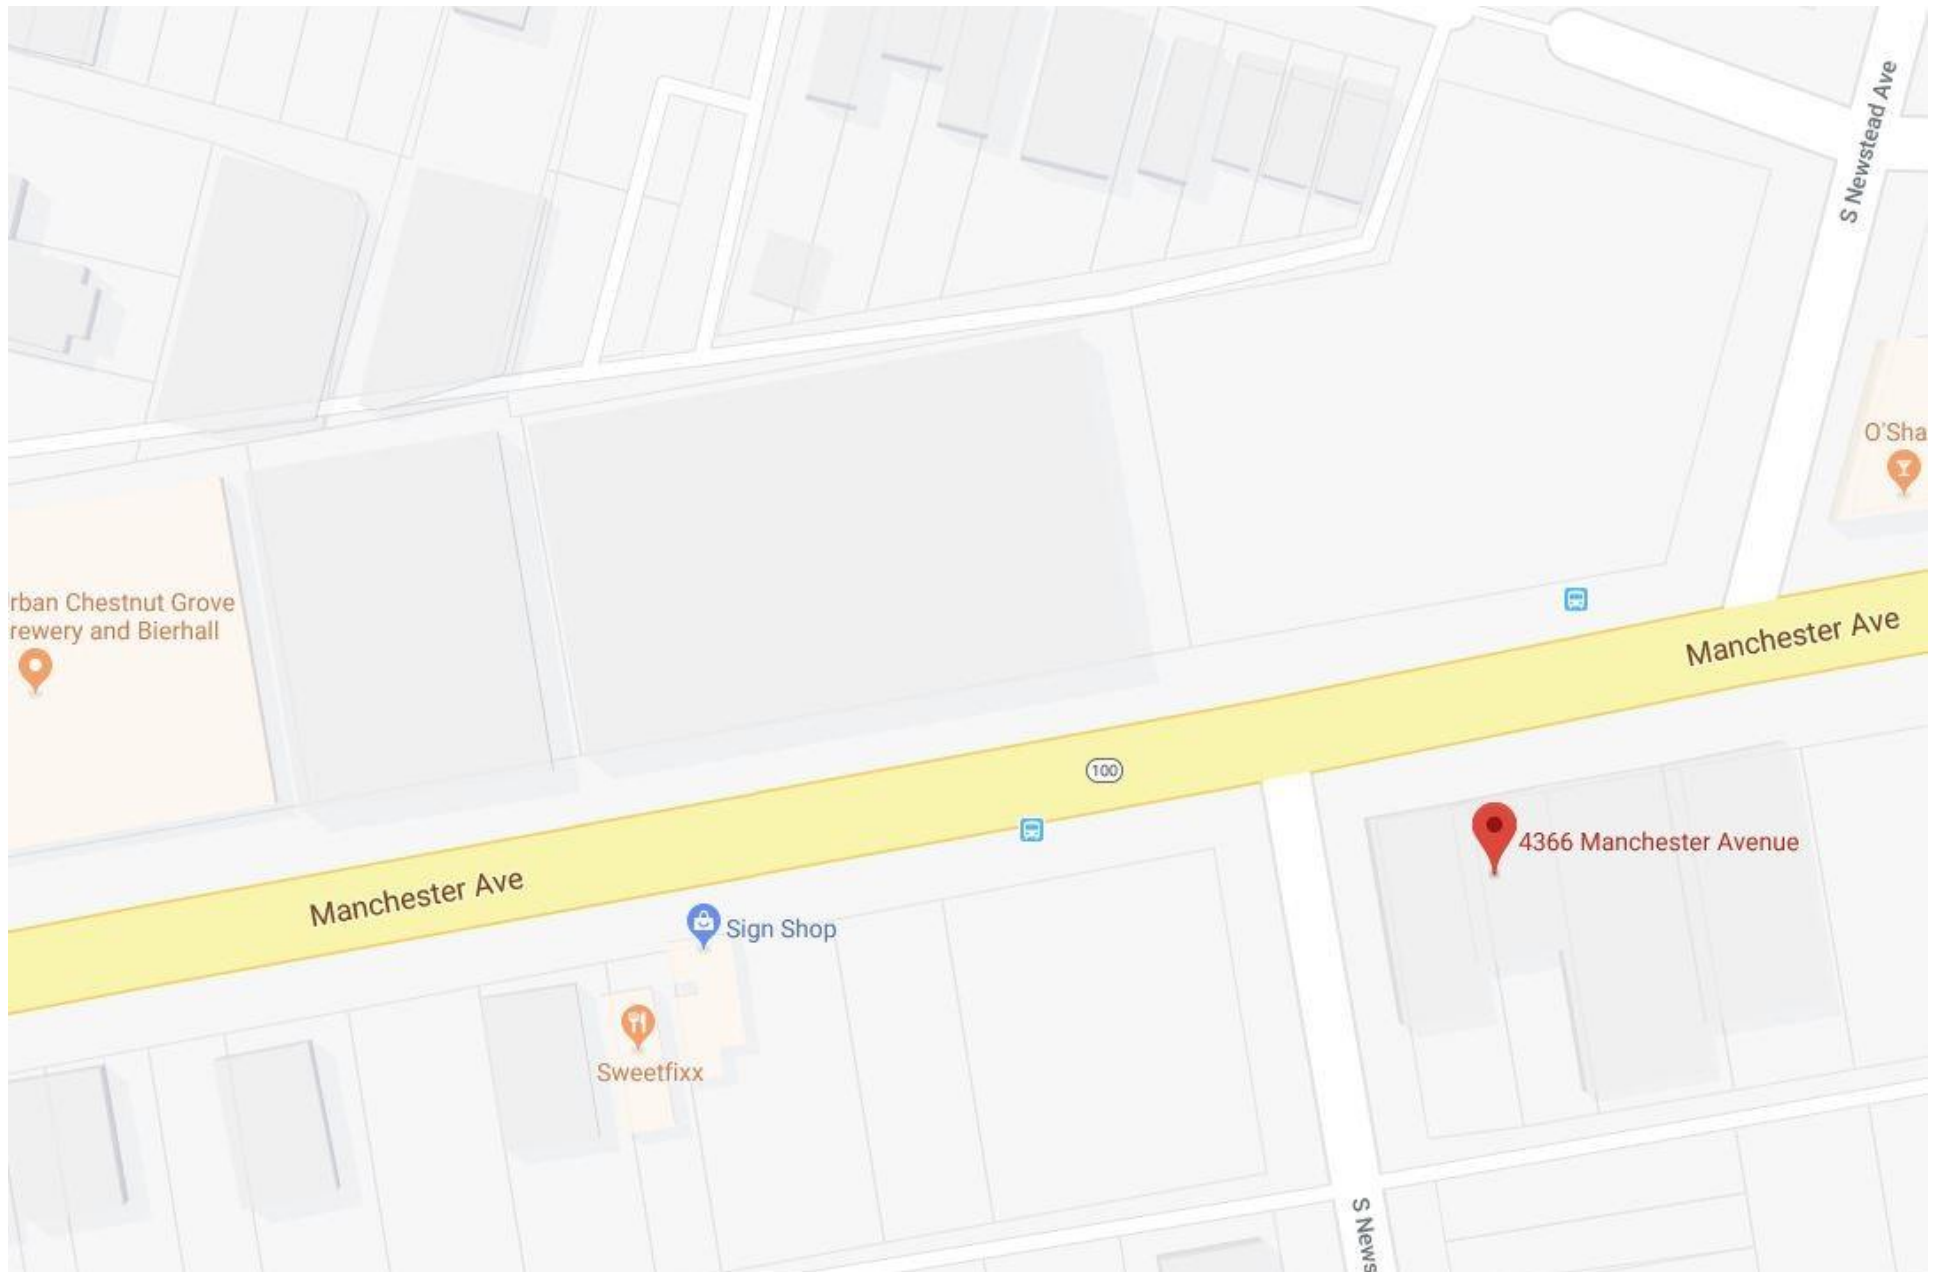 S Newstead Ave
O'Sha
rban Chestnut Grove
rewery and Bierhall
Manchester Ave
100
4366 Manchester Avenue
Manchester Ave
Sign Shop
Sweetfixx
S News